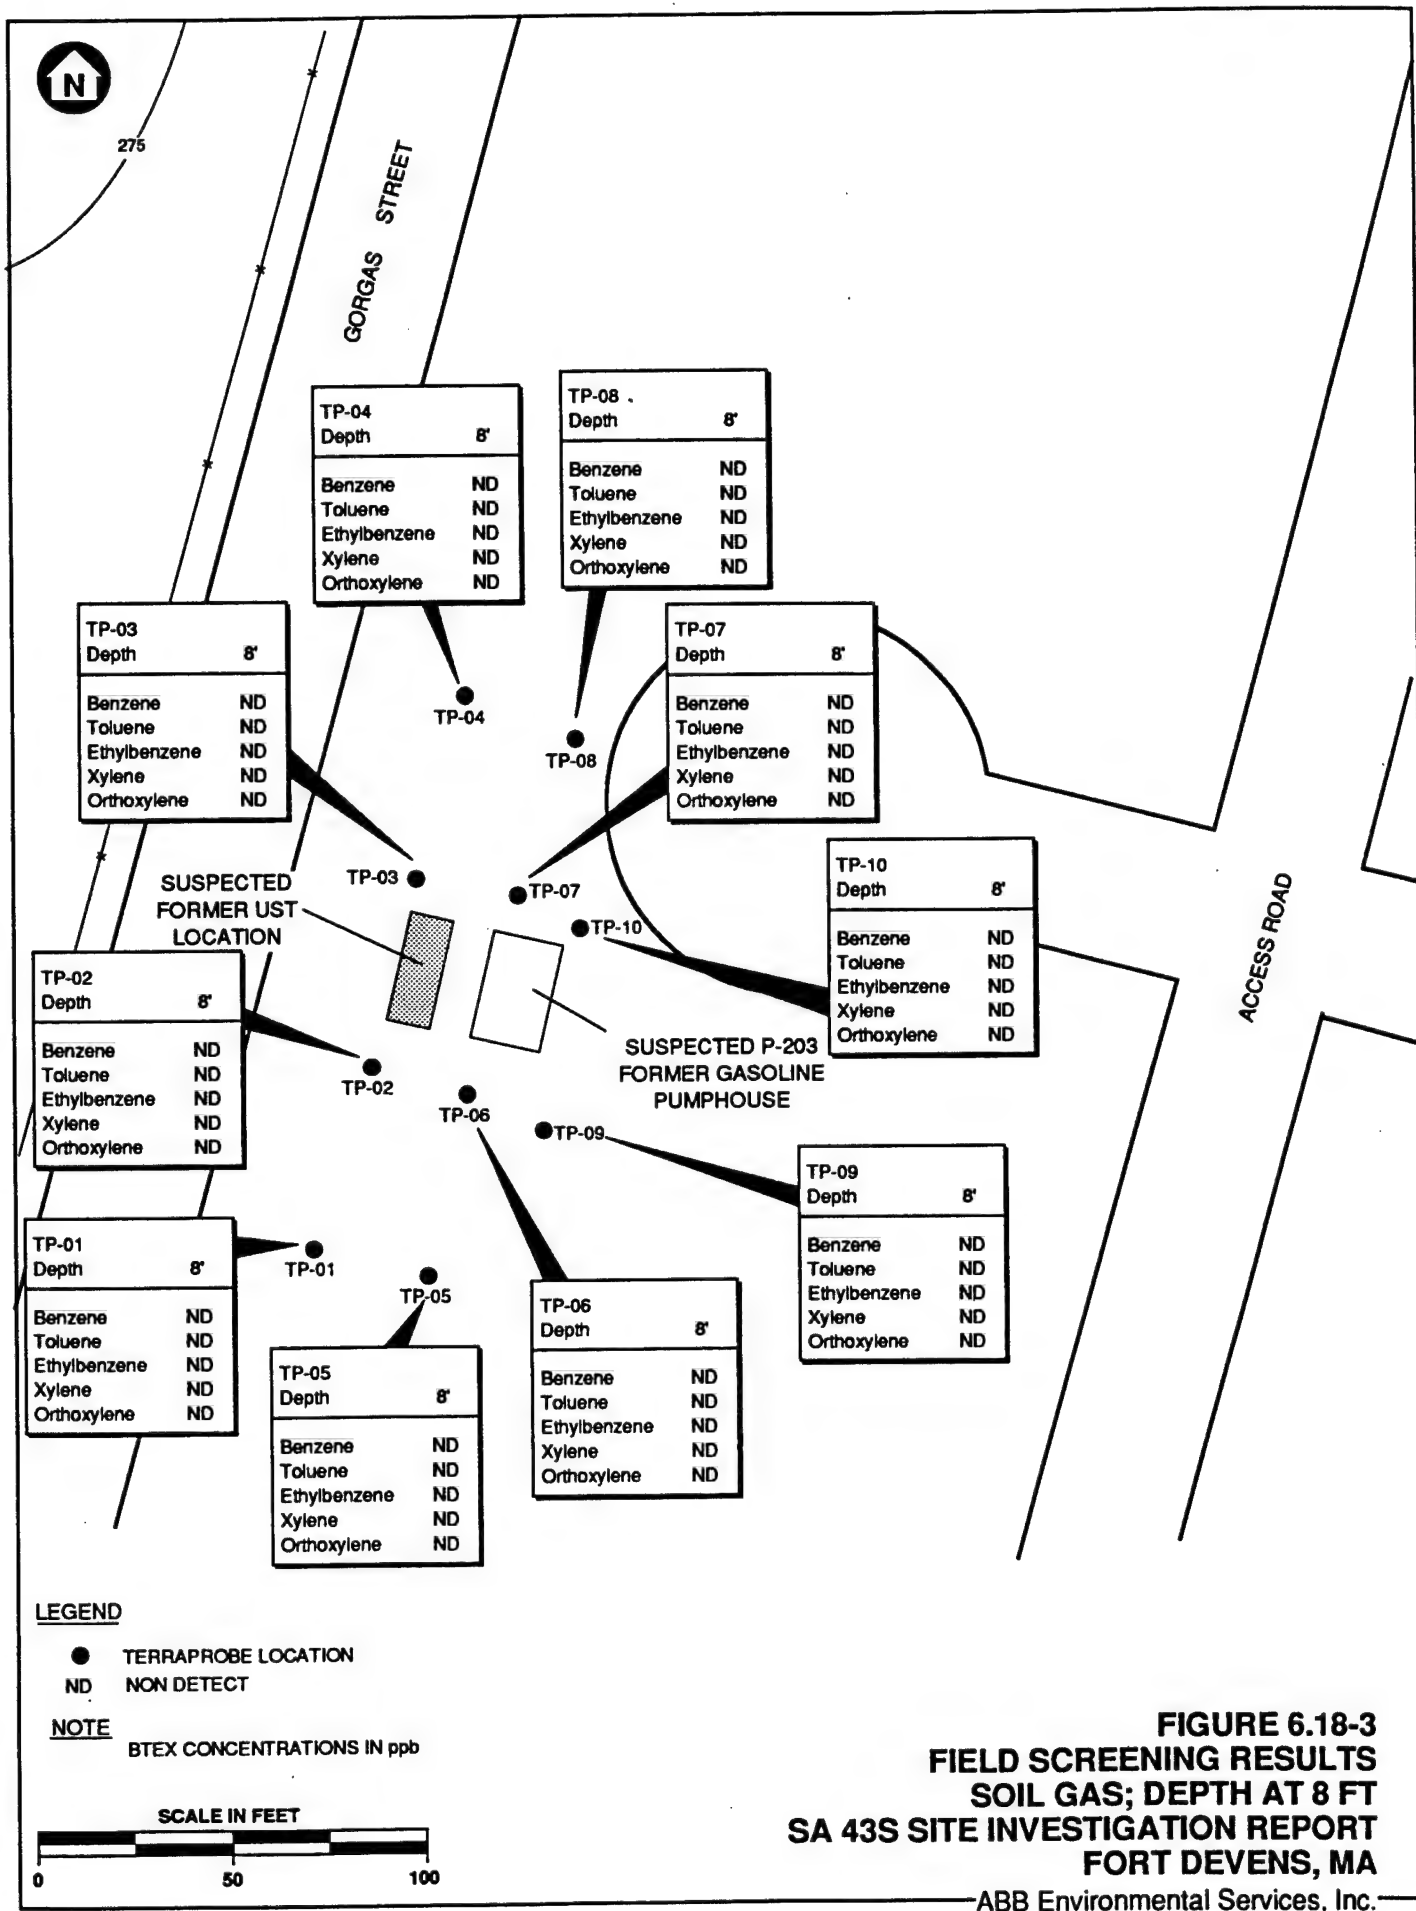 N
275
GORGAS STREET
TP-04
Depth 8'
Benzene ND
Toluene ND
Ethylbenzene ND
Xylene ND
Orthoxylene ND
TP-08
Depth 8'
Benzene ND
Toluene ND
Ethylbenzene ND
Xylene ND
Orthoxylene ND
TP-03
Depth 8'
Benzene ND
Toluene ND
Ethylbenzene ND
Xylene ND
Orthoxylene ND
TP-07
Depth 8'
Benzene ND
Toluene ND
Ethylbenzene ND
Xylene ND
Orthoxylene ND
TP-04
TP-08
TP-03
TP-07
TP-10
SUSPECTED
FORMER UST
LOCATION
TP-10
Depth 8'
Benzene ND
Toluene ND
Ethylbenzene ND
Xylene ND
Orthoxylene ND
ACCESS ROAD
TP-02
Depth 8'
Benzene ND
Toluene ND
Ethylbenzene ND
Xylene ND
Orthoxylene ND
SUSPECTED P-203
FORMER GASOLINE
PUMPHOUSE
TP-02
TP-06
TP-09
TP-09
Depth 8'
Benzene ND
Toluene ND
Ethylbenzene ND
Xylene ND
Orthoxylene ND
TP-01
Depth 8'
Benzene ND
Toluene ND
Ethylbenzene ND
Xylene ND
Orthoxylene ND
TP-01
TP-05
TP-06
Depth 8'
Benzene ND
Toluene ND
Ethylbenzene ND
Xylene ND
Orthoxylene ND
TP-05
Depth 8'
Benzene ND
Toluene ND
Ethylbenzene ND
Xylene ND
Orthoxylene ND
LEGEND
TERRAPROBE LOCATION
ND NON DETECT
NOTE
BTEX CONCENTRATIONS IN ppb
SCALE IN FEET
0 50 100
FIGURE 6.18-3
FIELD SCREENING RESULTS
SOIL GAS; DEPTH AT 8 FT
SA 43S SITE INVESTIGATION REPORT
FORT DEVENS, MA
ABB Environmental Services, Inc.